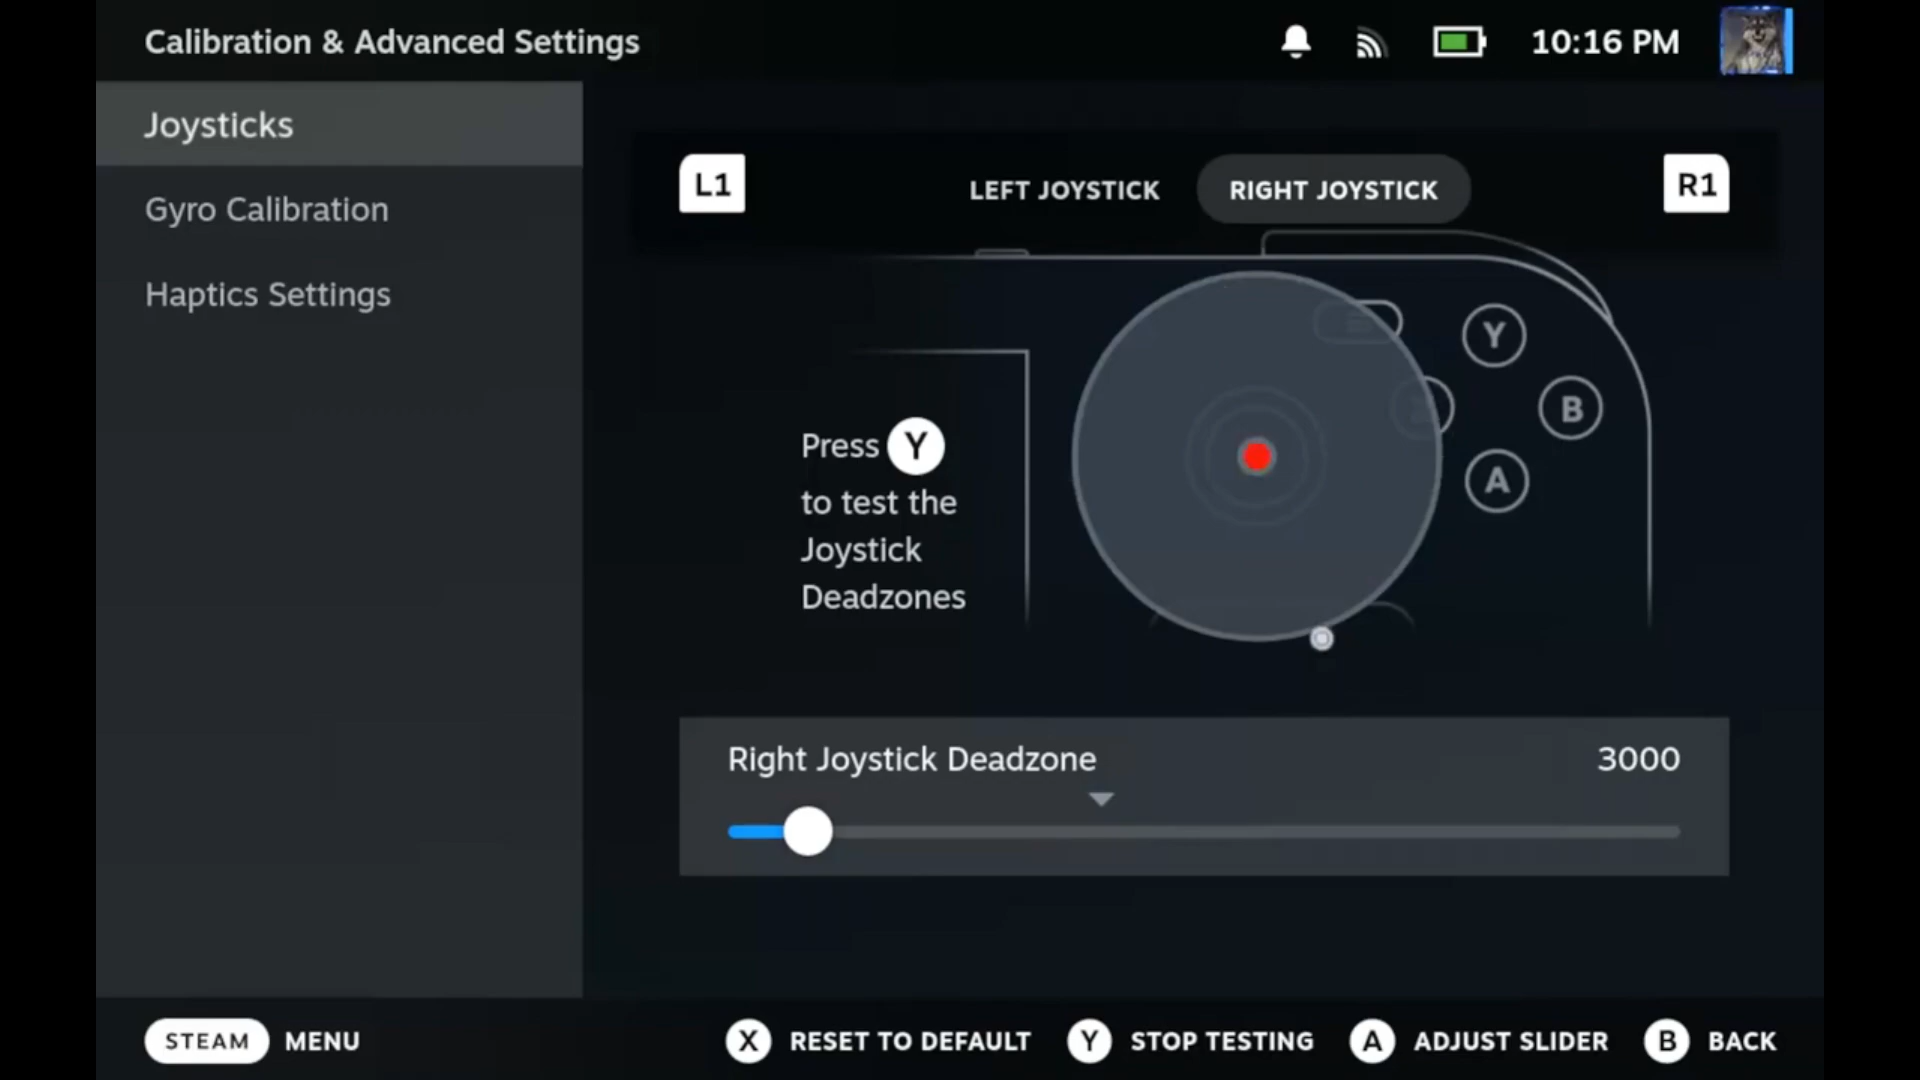 Calibration & Advanced Settings
10:16 PM
Joysticks
Gyro Calibration
Haptics Settings
L1
LEFT JOYSTICK
RIGHT JOYSTICK
R1
Y
B
A
Press Y
to test the
Joystick
Deadzones
Right Joystick Deadzone
3000
STEAM MENU
X RESET TO DEFAULT
Y STOP TESTING
A ADJUST SLIDER
B BACK